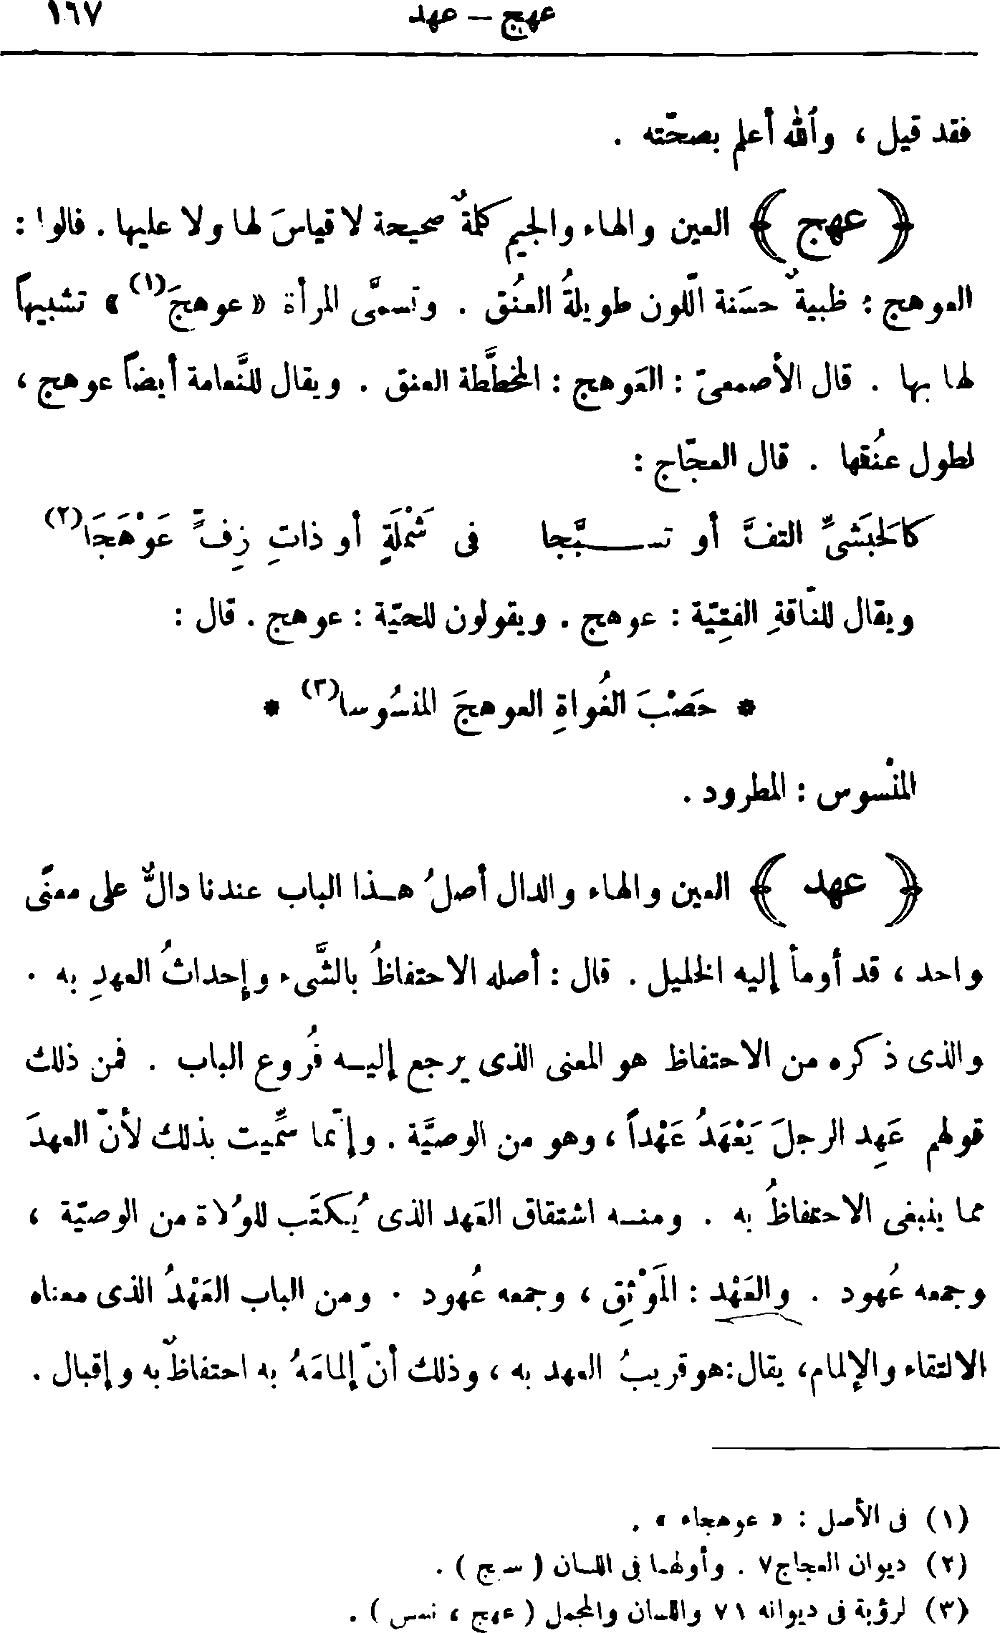 عهج — عهد ١٦٧
فقد قيل ، والله أعلم بصحّته .
﴿ عهج ﴾ العين والهاء والجيم كلمةٌ صحيحة لا قياسَ لها ولا عليها . قالوا :
العوهج : ظبيةٌ حسَنة اللّون طويلةُ العنُق . وتسمَّى المرأة « عوهجَ(١) » تشبيهاً
لها بها . قال الأصمعىّ : العَوهج : المخطَّطة العنق . ويقال للنَّعامة أيضاً عوهج ،
لطول عنُقها . قال العجّاج :
كالحَبَشىِّ التفَّ أو تســـبَّجا فى شَمْلَةٍ أو ذاتِ زِفٍّ عَوْهَجَا(٢)
ويقال للنّاقةِ الفتِيّة : عوهج . ويقولون للحيّة : عوهج . قال :
* حَصْبَ الغُواةِ العوهجَ المنسُوسا(٣) *
المنْسوس : المطرود .
﴿ عهد ﴾ العين والهاء والدال أصلُ هـذا الباب عندنا دالٌّ على معنًى
واحد ، قد أومأ إليه الخليل . قال : أصله الاحتفاظُ بالشَّىء وإحداثُ العهدِ به .
والذى ذكره من الاحتفاظ هو المعنى الذى يرجع إليـه فُروع الباب . فمن ذلك
قولهم عَهِد الرجلَ يَعْهَدُ عَهْداً ، وهو من الوصيَّة . وإنّما سمِّيت بذلك لأنّ العهدَ
مما ينبغى الاحتفاظُ به . ومنـه اشتقاق العَهد الذى يُـكتَب للوُلاة من الوصيّة ،
وجمعه عُهود . والعَهْد : المَوْثِق ، وجمعه عُهود . ومن الباب العَهْدُ الذى معناه
الالتقاء والإلمام، يقال:هوقريبُ العهد به ، وذلك أنّ إلمامَهُ به احتفاظٌ به وإقبال .
(١) فى الأصل : « عوهجاء » .
(٢) ديوان العجاج ٧ . وأولهما فى اللسان ( سبج ) .
(٣) لرؤبة فى ديوانه ٧١ واللسان والمجمل ( عهج ، نسس ) .